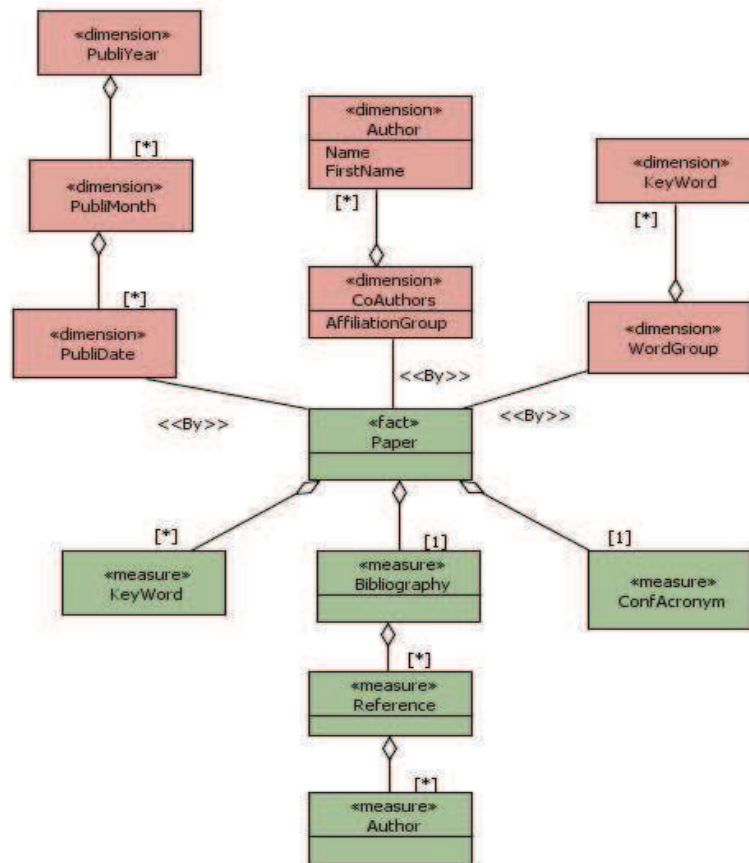 «dimension»
PubliYear
[*]
«dimension»
PubliMonth
[*]
«dimension»
PubliDate
«dimension»
Author
Name
FirstName
[*]
«dimension»
CoAuthors
AffiliationGroup
«dimension»
KeyWord
[*]
«dimension»
WordGroup
<<By>>
<<By>>
<<By>>
«fact»
Paper
[*]
«measure»
KeyWord
[1]
«measure»
Bibliography
[1]
«measure»
ConfAcronym
[*]
«measure»
Reference
[*]
«measure»
Author